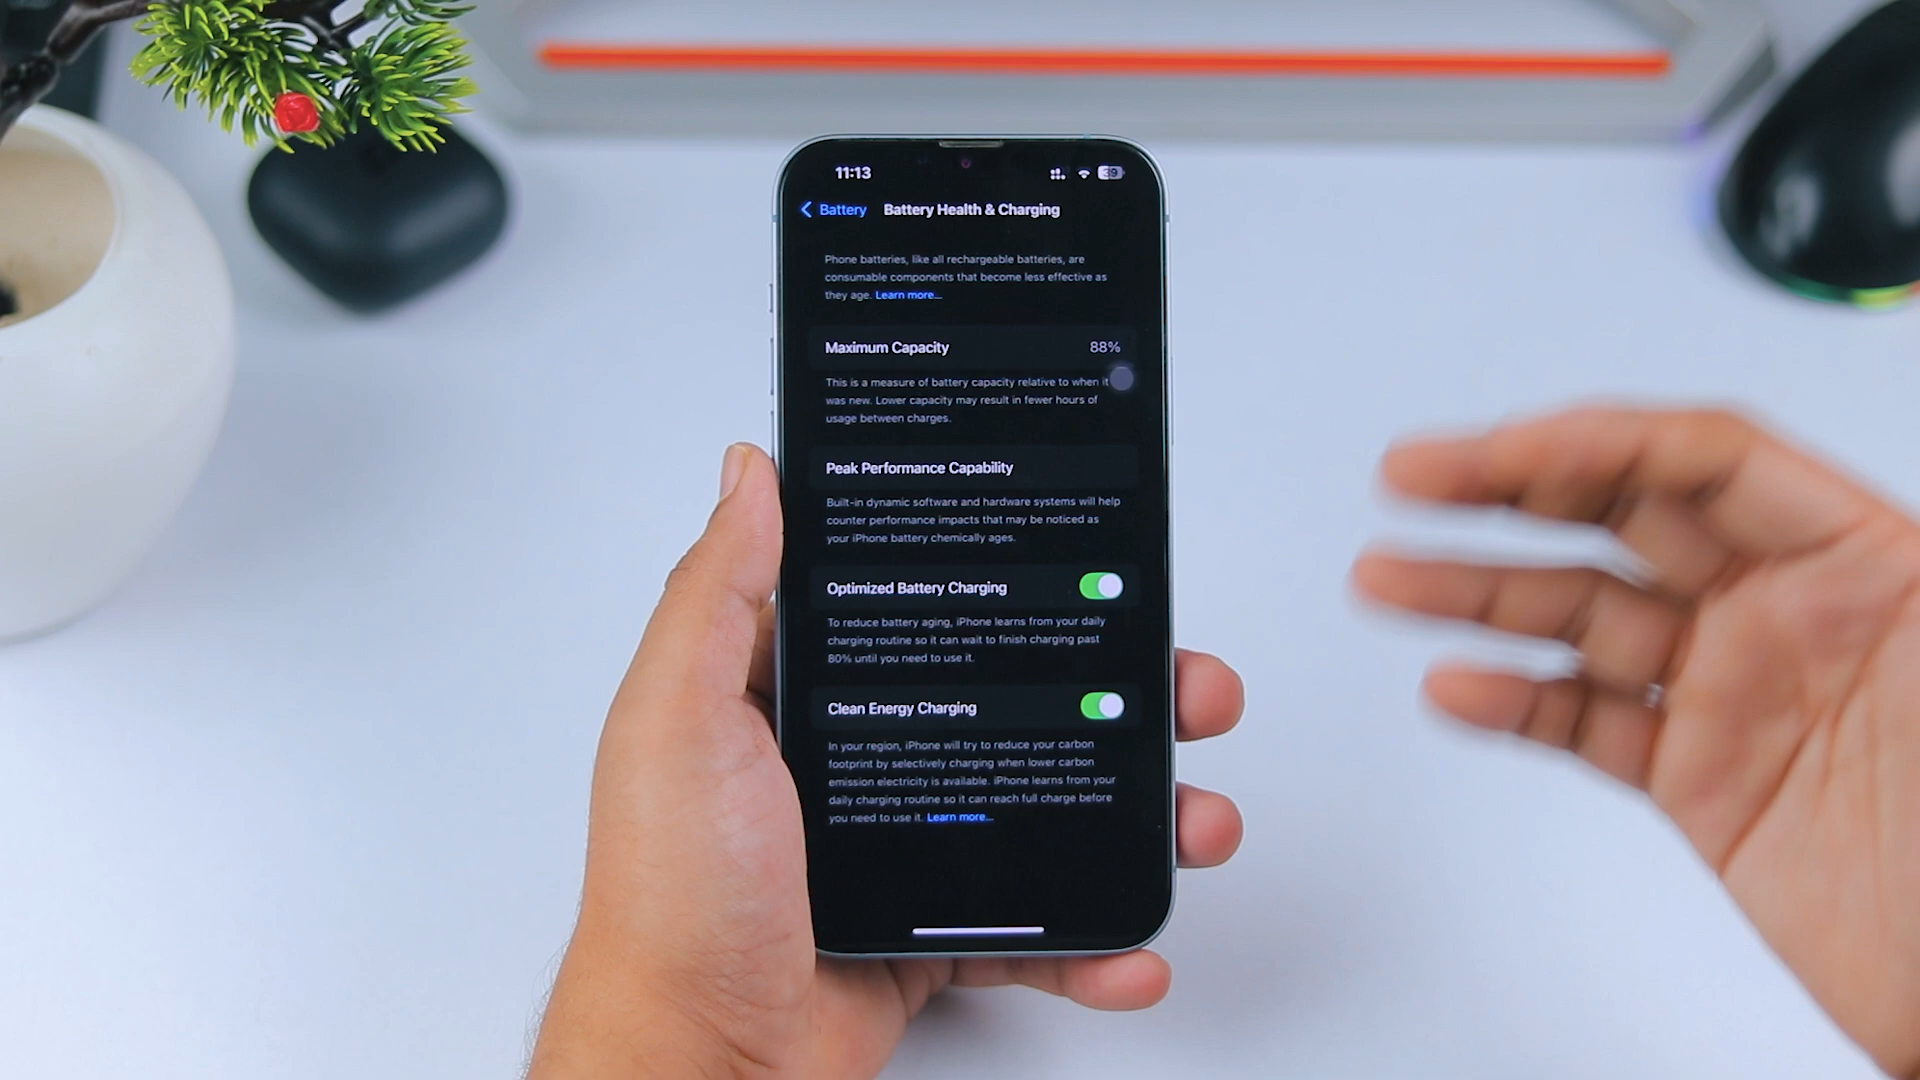 11:13
39
Battery
Battery Health & Charging
Phone batteries, like all rechargeable batteries, are
consumable components that become less effective as
they age. Learn more...
Maximum Capacity
88%
This is a measure of battery capacity relative to when it
was new. Lower capacity may result in fewer hours of
usage between charges.
Peak Performance Capability
Built-in dynamic software and hardware systems will help
counter performance impacts that may be noticed as
your iPhone battery chemically ages.
Optimized Battery Charging
To reduce battery aging, iPhone learns from your daily
charging routine so it can wait to finish charging past
80% until you need to use it.
Clean Energy Charging
In your region, iPhone will try to reduce your carbon
footprint by selectively charging when lower carbon
emission electricity is available. iPhone learns from your
daily charging routine so it can reach full charge before
you need to use it. Learn more...